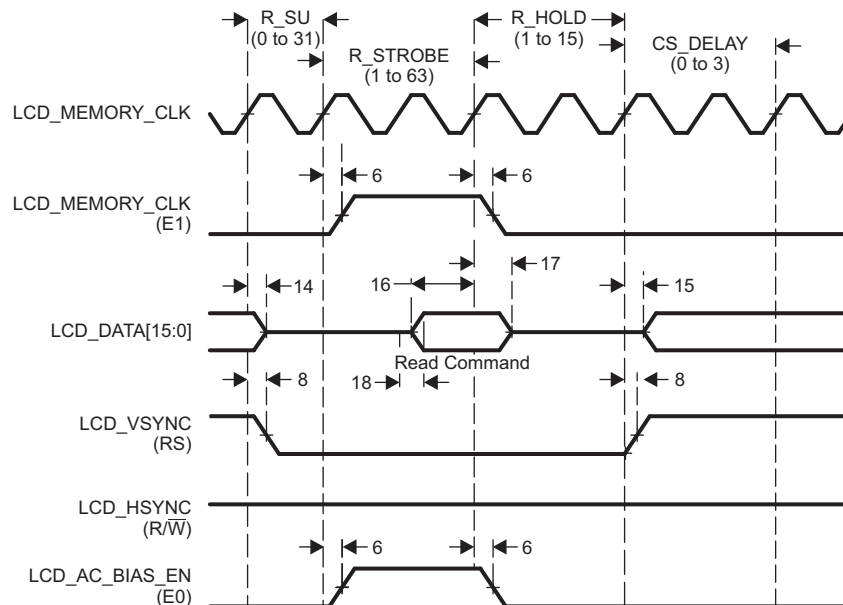 R_SU
(0 to 31)
R_HOLD
(1 to 15)
R_STROBE
(1 to 63)
CS_DELAY
(0 to 3)
LCD_MEMORY_CLK
6
6
LCD_MEMORY_CLK
(E1)
17
14
16
15
LCD_DATA[15:0]
Read Command
18
8
8
LCD_VSYNC
(RS)
LCD_HSYNC
(R/W̅)
6
6
LCD_AC_BIAS_EN
(E0)